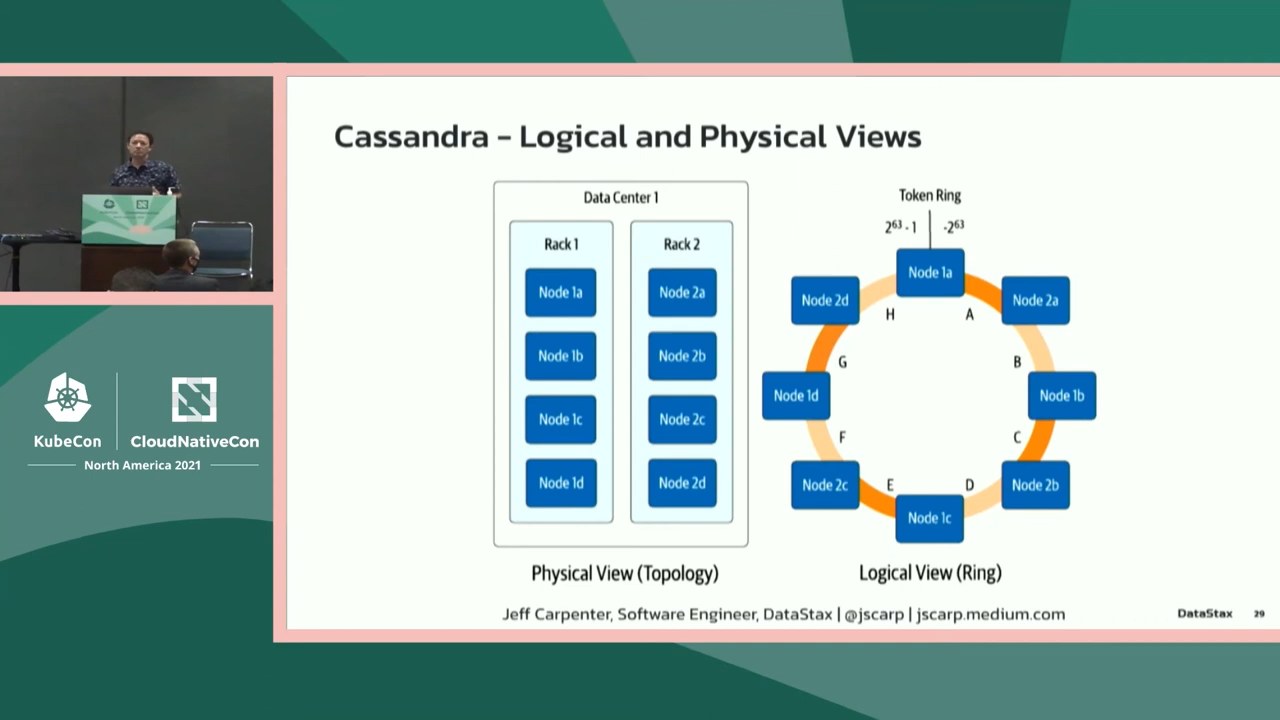 Cassandra – Logical and Physical Views
Data Center 1
Rack 1
Node 1a
Node 1b
Node 1c
Node 1d
Rack 2
Node 2a
Node 2b
Node 2c
Node 2d
Physical View (Topology)
Token Ring
2⁶³ - 1
-2⁶³
Node 1a
A
Node 2a
B
Node 1b
C
Node 2b
D
Node 1c
E
Node 2c
F
Node 1d
G
Node 2d
H
Logical View (Ring)
Jeff Carpenter, Software Engineer, DataStax | @jscarp | jscarp.medium.com
DataStax 29
KubeCon
CloudNativeCon
North America 2021